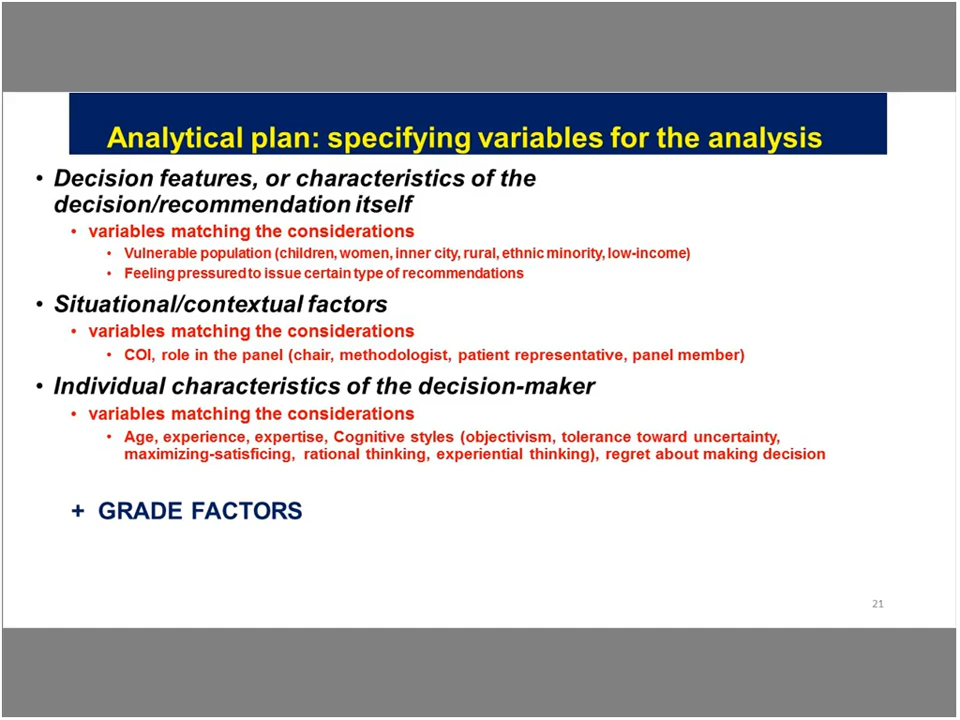 Analytical plan: specifying variables for the analysis
• Decision features, or characteristics of the
decision/recommendation itself
• variables matching the considerations
• Vulnerable population (children, women, inner city, rural, ethnic minority, low-income)
• Feeling pressured to issue certain type of recommendations
• Situational/contextual factors
• variables matching the considerations
• COI, role in the panel (chair, methodologist, patient representative, panel member)
• Individual characteristics of the decision-maker
• variables matching the considerations
• Age, experience, expertise, Cognitive styles (objectivism, tolerance toward uncertainty,
maximizing-satisficing, rational thinking, experiential thinking), regret about making decision
+ GRADE FACTORS
21